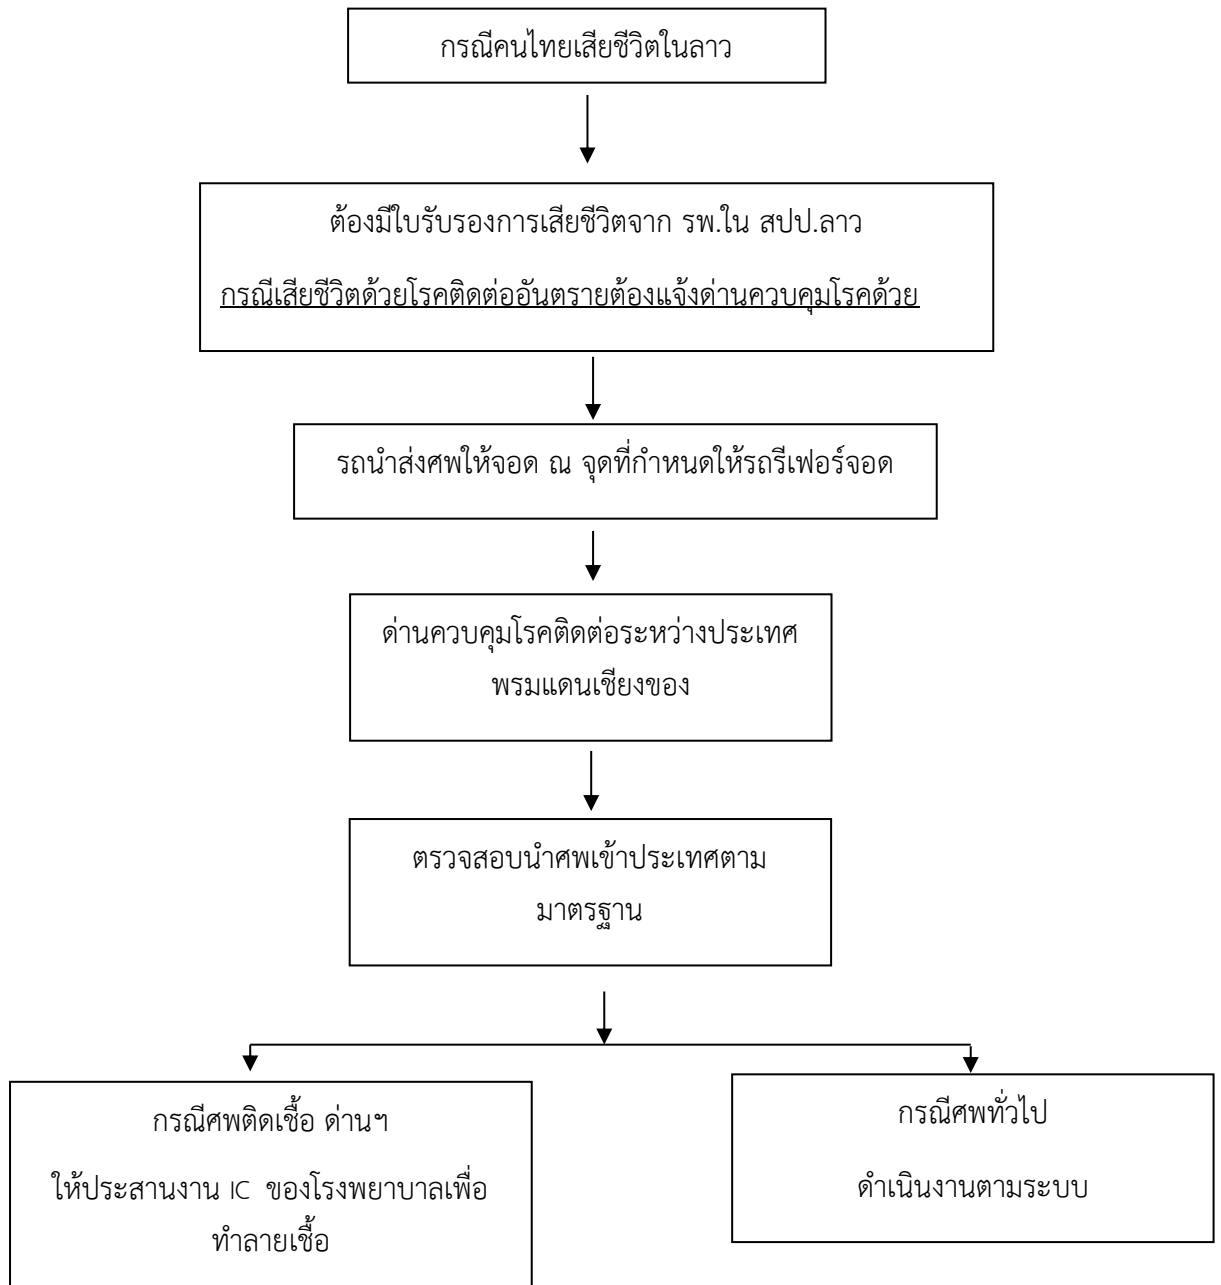 กรณีคนไทยเสียชีวิตในลาว
ต้องมีใบรับรองการเสียชีวิตจาก รพ.ใน สปป.ลาว
กรณีเสียชีวิตด้วยโรคติดต่ออันตรายต้องแจ้งด่านควบคุมโรคด้วย
รถนำส่งศพให้จอด ณ จุดที่กำหนดให้รถรีเฟอร์จอด
ด่านควบคุมโรคติดต่อระหว่างประเทศ
พรมแดนเชียงของ
ตรวจสอบนำศพเข้าประเทศตาม
มาตรฐาน
กรณีศพติดเชื้อ ด่านฯ
ให้ประสานงาน IC ของโรงพยาบาลเพื่อ
ทำลายเชื้อ
กรณีศพทั่วไป
ดำเนินงานตามระบบ